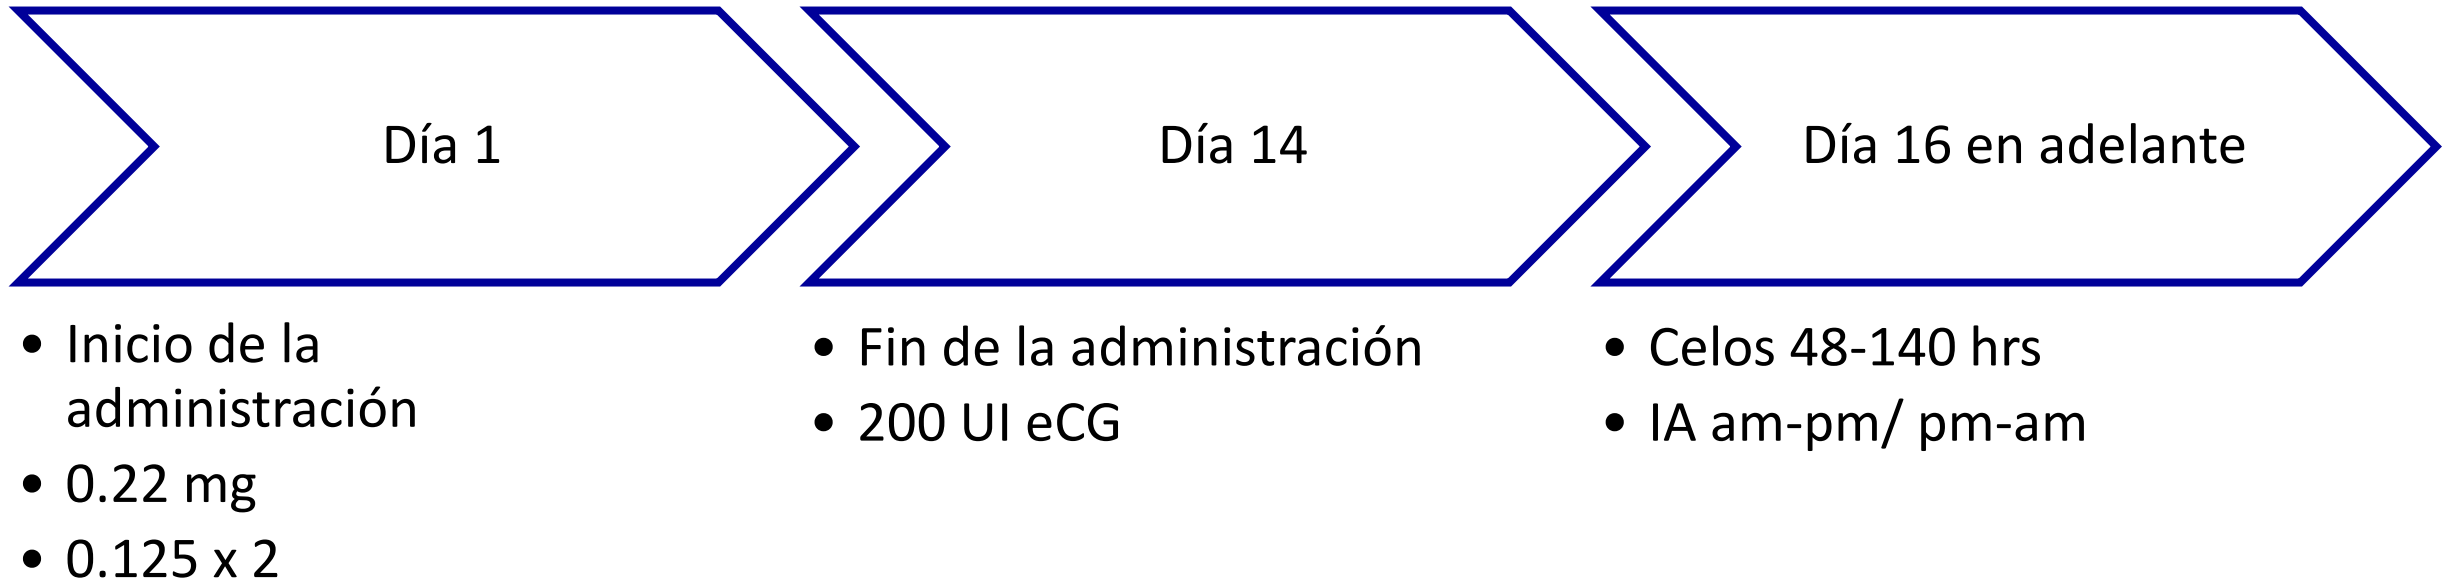 Día 1
• Inicio de la
administración
• 0.22 mg
• 0.125 x 2
Día 14
• Fin de la administración
• 200 UI eCG
Día 16 en adelante
• Celos 48-140 hrs
• IA am-pm/ pm-am